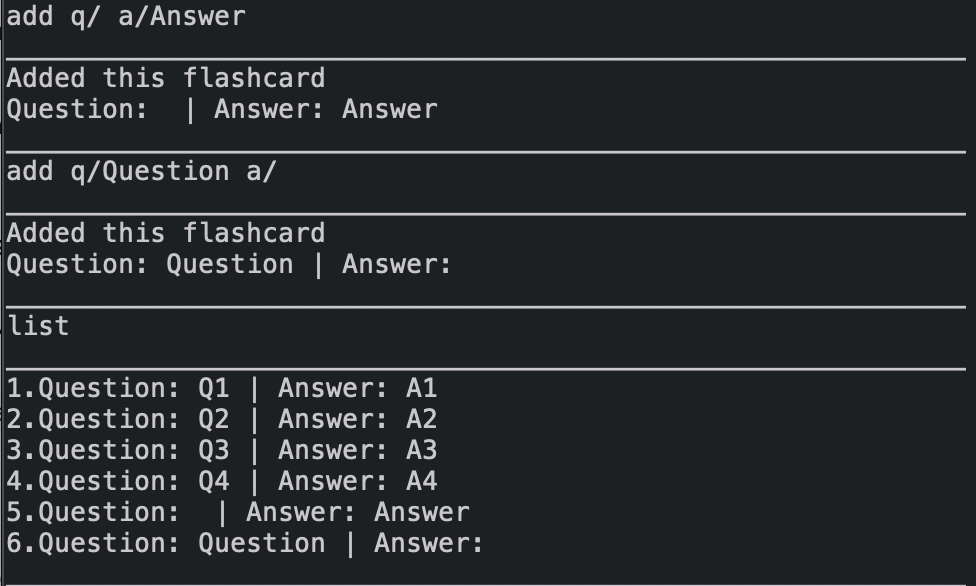 add q/ a/Answer
Added this flashcard
Question:  | Answer: Answer
add q/Question a/
Added this flashcard
Question: Question | Answer:
list
1.Question: Q1 | Answer: A1
2.Question: Q2 | Answer: A2
3.Question: Q3 | Answer: A3
4.Question: Q4 | Answer: A4
5.Question:  | Answer: Answer
6.Question: Question | Answer: